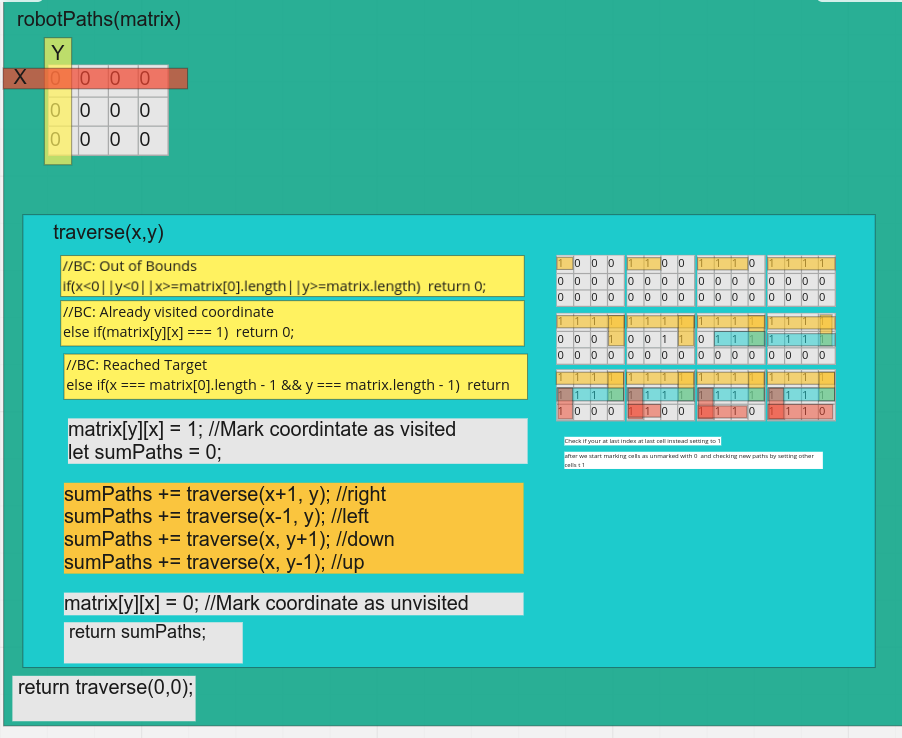 robotPaths(matrix)
Y
X 0 0 0 0
0 0 0 0
0 0 0 0
traverse(x,y)
//BC: Out of Bounds
if(x<0||y<0||x>=matrix[0].length||y>=matrix.length) return 0;
//BC: Already visited coordinate
else if(matrix[y][x] === 1) return 0;
//BC: Reached Target
else if(x === matrix[0].length - 1 && y === matrix.length - 1) return
matrix[y][x] = 1; //Mark coordintate as visited
let sumPaths = 0;
sumPaths += traverse(x+1, y); //right
sumPaths += traverse(x-1, y); //left
sumPaths += traverse(x, y+1); //down
sumPaths += traverse(x, y-1); //up
matrix[y][x] = 0; //Mark coordinate as unvisited
return sumPaths;
1 0 0 0 1 1 0 0 1 1 1 0 1 1 1 1
0 0 0 0 0 0 0 0 0 0 0 0 0 0 0 0
0 0 0 0 0 0 0 0 0 0 0 0 0 0 0 0
1 1 1 1 1 1 1 1 1 1 1 1 1 1 1 1
0 0 0 1 0 0 1 1 0 1 1 1 1 1 1 1
0 0 0 0 0 0 0 0 0 0 0 0 0 0 0 0
1 1 1 1 1 1 1 1 1 1 1 1 1 1 1 1
1 1 1 1 1 1 1 1 1 1 1 1 1 1 1 1
1 0 0 0 1 1 0 0 1 1 1 0 1 1 1 0
Check if your at last index at last cell instead setting to 1
after we start marking cells as unmarked with 0 and checking new paths by setting other
cells t 1
return traverse(0,0);